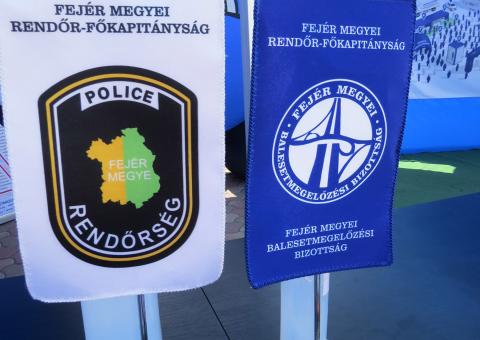 FEJÉR MEGYEI
RENDŐR-FŐKAPITÁNYSÁG
POLICE
FEJÉR
MEGYE
RENDŐRSÉG
FEJÉR MEGYEI
RENDŐR-FŐKAPITÁNYSÁG
FEJÉR MEGYEI
BALESETMEGELŐZÉSI BIZOTTSÁG
FEJÉR MEGYEI
BALESETMEGELŐZÉSI
BIZOTTSÁG